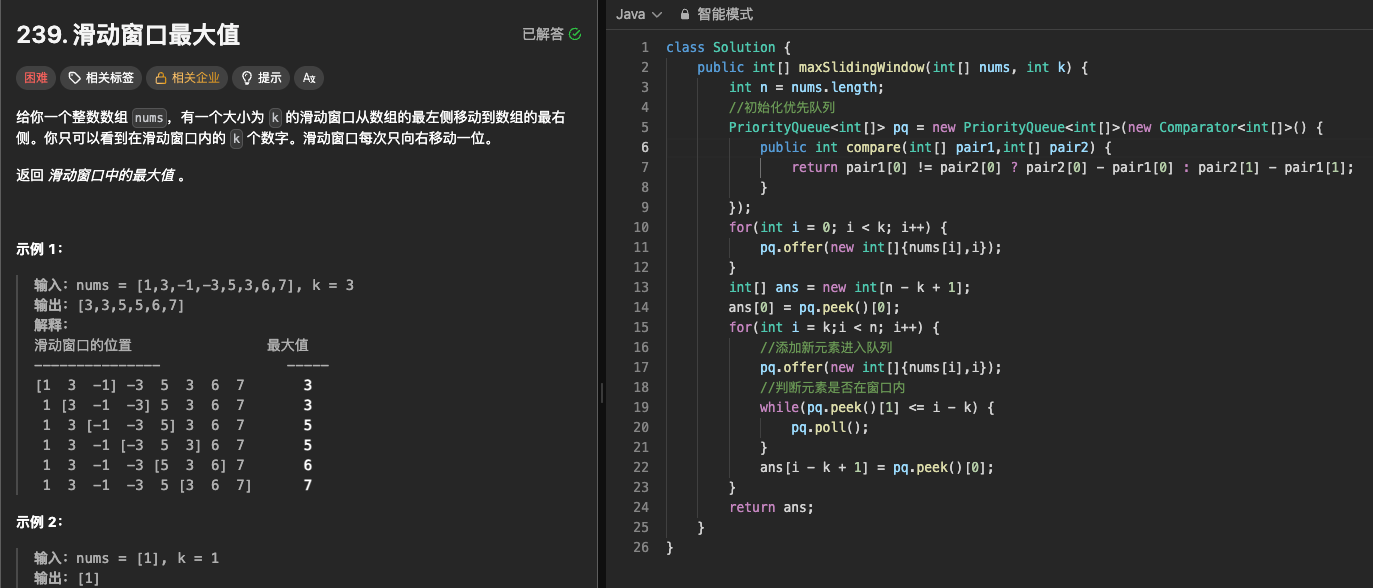 239. 滑动窗口最大值
已解答
困难 相关标签 相关企业 提示 Ax
给你一个整数数组 nums，有一个大小为 k 的滑动窗口从数组的最左侧移动到数组的最右
侧。你只可以看到在滑动窗口内的 k 个数字。滑动窗口每次只向右移动一位。
返回 滑动窗口中的最大值 。
示例 1：
输入：nums = [1,3,-1,-3,5,3,6,7], k = 3
输出：[3,3,5,5,6,7]
解释：
滑动窗口的位置                最大值
---------------               -----
[1  3  -1] -3  5  3  6  7       3
 1 [3  -1  -3] 5  3  6  7       3
 1  3 [-1  -3  5] 3  6  7       5
 1  3  -1 [-3  5  3] 6  7       5
 1  3  -1  -3 [5  3  6] 7       6
 1  3  -1  -3  5 [3  6  7]      7
示例 2：
输入：nums = [1], k = 1
输出：[1]
Java 智能模式
1 class Solution {
2     public int[] maxSlidingWindow(int[] nums, int k) {
3         int n = nums.length;
4         //初始化优先队列
5         PriorityQueue<int[]> pq = new PriorityQueue<int[]>(new Comparator<int[]>() {
6             public int compare(int[] pair1,int[] pair2) {
7                 return pair1[0] != pair2[0] ? pair2[0] - pair1[0] : pair2[1] - pair1[1];
8             }
9         });
10         for(int i = 0; i < k; i++) {
11             pq.offer(new int[]{nums[i],i});
12         }
13         int[] ans = new int[n - k + 1];
14         ans[0] = pq.peek()[0];
15         for(int i = k;i < n; i++) {
16             //添加新元素进入队列
17             pq.offer(new int[]{nums[i],i});
18             //判断元素是否在窗口内
19             while(pq.peek()[1] <= i - k) {
20                 pq.poll();
21             }
22             ans[i - k + 1] = pq.peek()[0];
23         }
24         return ans;
25     }
26 }